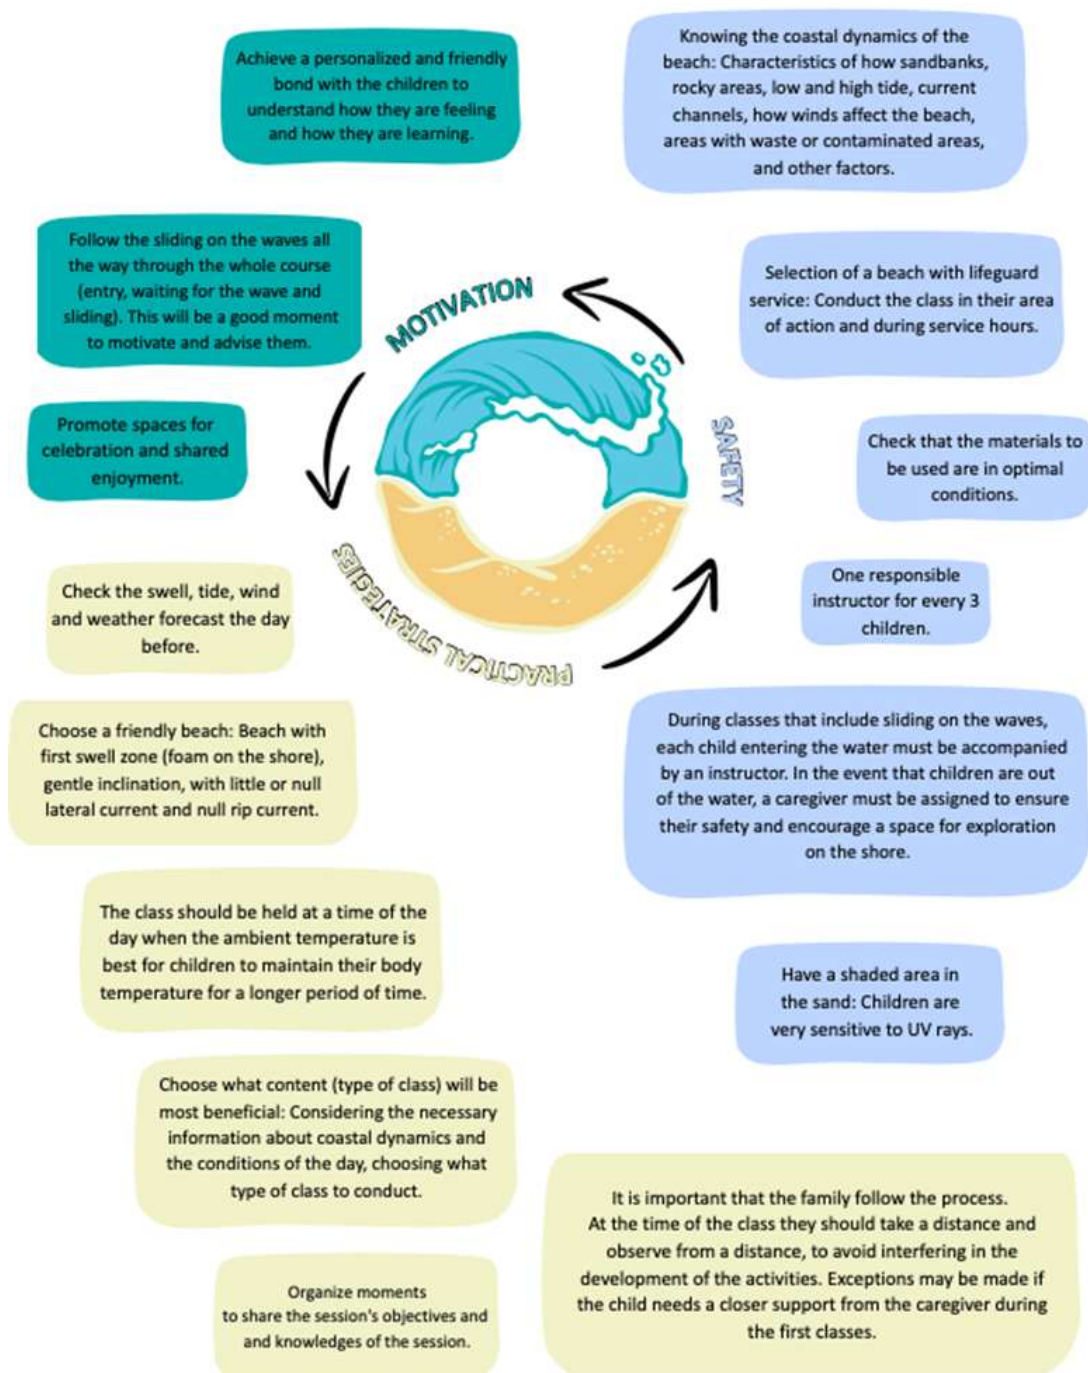 Achieve a personalized and friendly
bond with the children to
understand how they are feeling
and how they are learning.
Knowing the coastal dynamics of the
beach: Characteristics of how sandbanks,
rocky areas, low and high tide, current
channels, how winds affect the beach,
areas with waste or contaminated areas,
and other factors.
Follow the sliding on the waves all
the way through the whole course
(entry, waiting for the wave and
sliding). This will be a good moment
to motivate and advise them.
Selection of a beach with lifeguard
service: Conduct the class in their area
of action and during service hours.
MOTIVATION
Promote spaces for
celebration and shared
enjoyment.
SAFETY
Check that the materials to
be used are in optimal
conditions.
PRACTICAL STRATEGIES
Check the swell, tide, wind
and weather forecast the day
before.
One responsible
instructor for every 3
children.
Choose a friendly beach: Beach with
first swell zone (foam on the shore),
gentle inclination, with little or null
lateral current and null rip current.
During classes that include sliding on the waves,
each child entering the water must be accompanied
by an instructor. In the event that children are out
of the water, a caregiver must be assigned to ensure
their safety and encourage a space for exploration
on the shore.
The class should be held at a time of the
day when the ambient temperature is
best for children to maintain their body
temperature for a longer period of time.
Have a shaded area in
the sand: Children are
very sensitive to UV rays.
Choose what content (type of class) will be
most beneficial: Considering the necessary
information about coastal dynamics and
the conditions of the day, choosing what
type of class to conduct.
It is important that the family follow the process.
At the time of the class they should take a distance and
observe from a distance, to avoid interfering in the
development of the activities. Exceptions may be made if
the child needs a closer support from the caregiver during
the first classes.
Organize moments
to share the session's objectives and
and knowledges of the session.